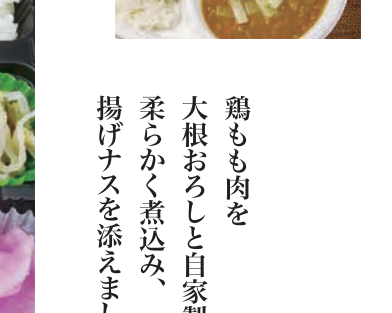 鶏もも肉を
大根おろしと自家製
柔らかく煮込み、
揚げナスを添えまし